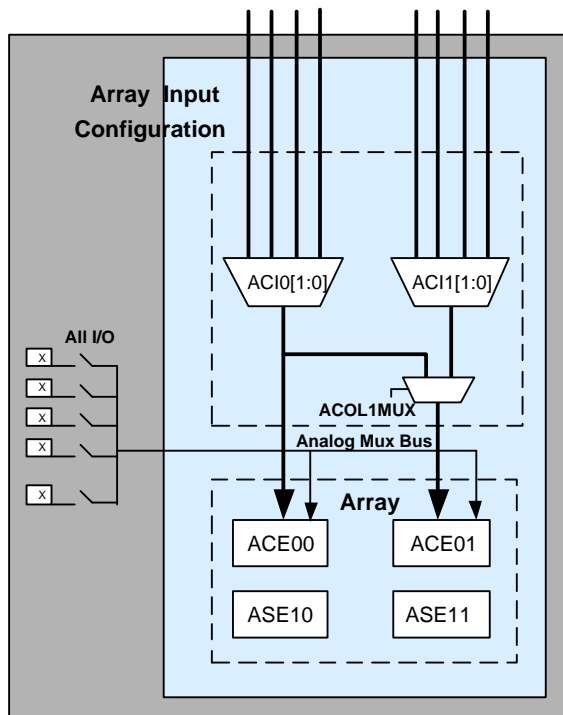 Array Input
Configuration
ACI0[1:0]
ACI1[1:0]
All I/O
X
X
X
X
X
ACOL1MUX
Analog Mux Bus
Array
ACE00
ACE01
ASE10
ASE11